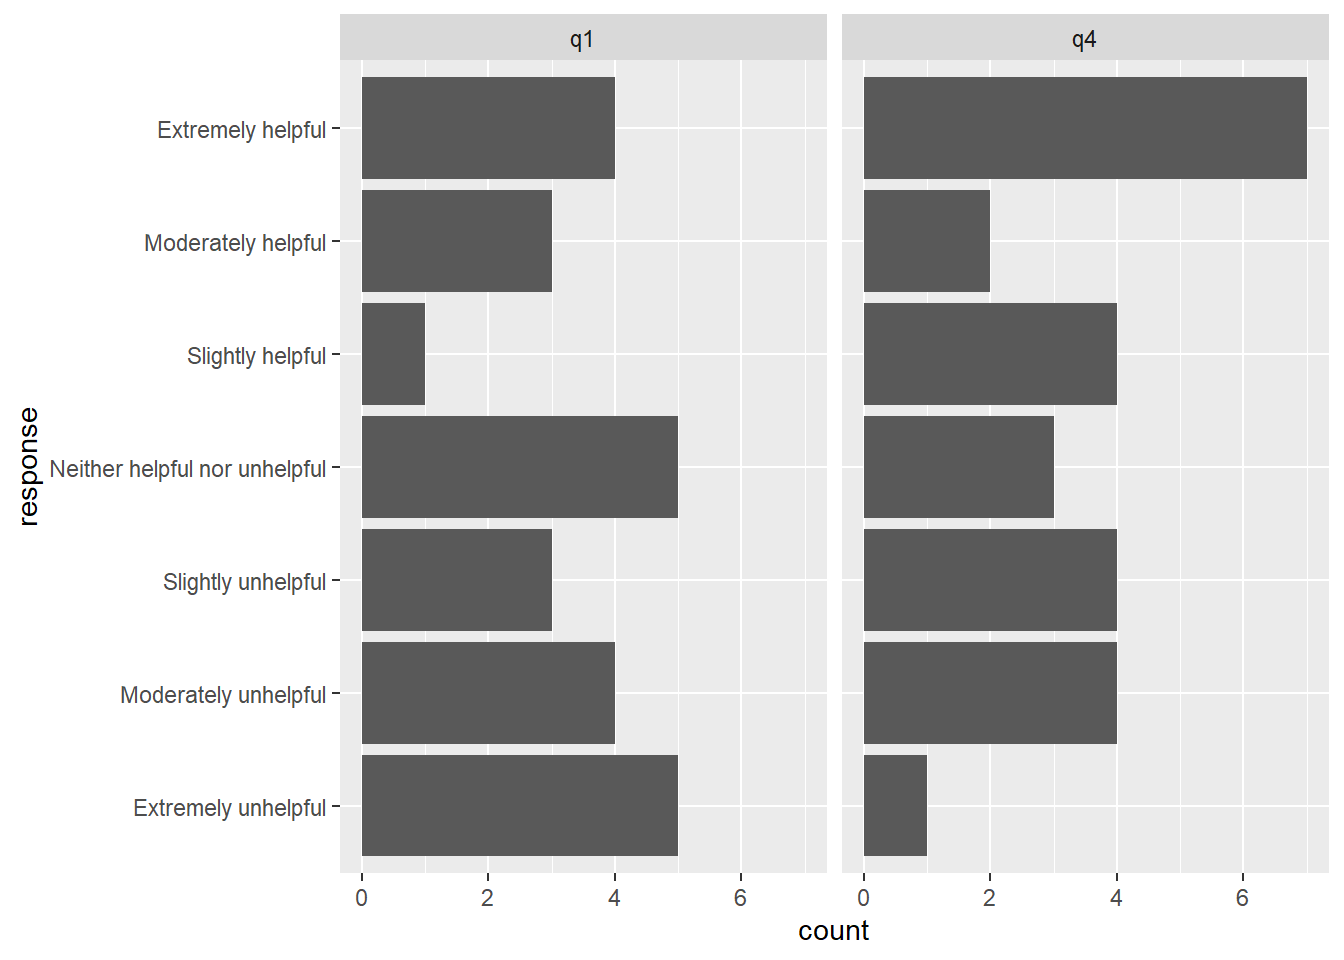 q1
q4
Extremely helpful
Moderately helpful
Slightly helpful
Neither helpful nor unhelpful
Slightly unhelpful
Moderately unhelpful
Extremely unhelpful
response
0 2 4 6
0 2 4 6
count